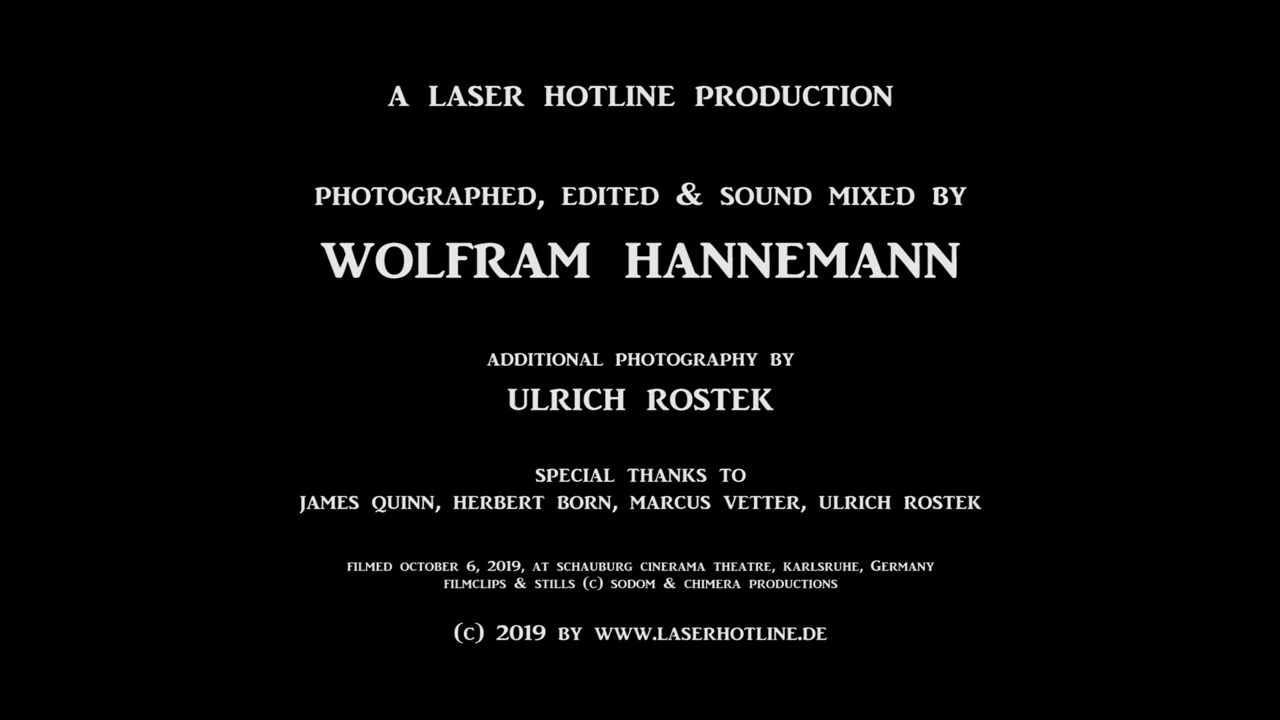 A LASER HOTLINE PRODUCTION
PHOTOGRAPHED, EDITED & SOUND MIXED BY
WOLFRAM HANNEMANN
ADDITIONAL PHOTOGRAPHY BY
ULRICH ROSTEK
SPECIAL THANKS TO
JAMES QUINN, HERBERT BORN, MARCUS VETTER, ULRICH ROSTEK
FILMED OCTOBER 6, 2019, AT SCHAUBURG CINERAMA THEATRE, KARLSRUHE, GERMANY
FILMCLIPS & STILLS (C) SODOM & CHIMERA PRODUCTIONS
(C) 2019 BY WWW.LASERHOTLINE.DE